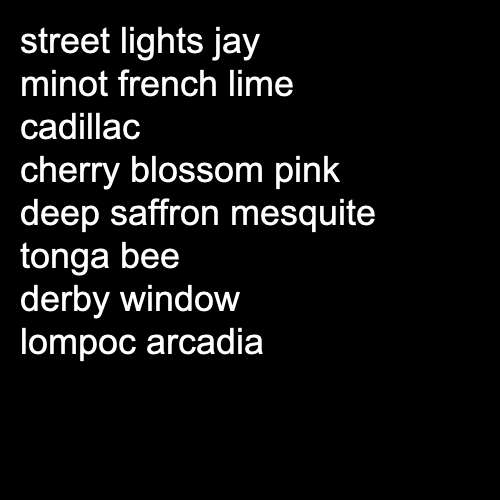 street lights jay
minot french lime
cadillac
cherry blossom pink
deep saffron mesquite
tonga bee
derby window
lompoc arcadia